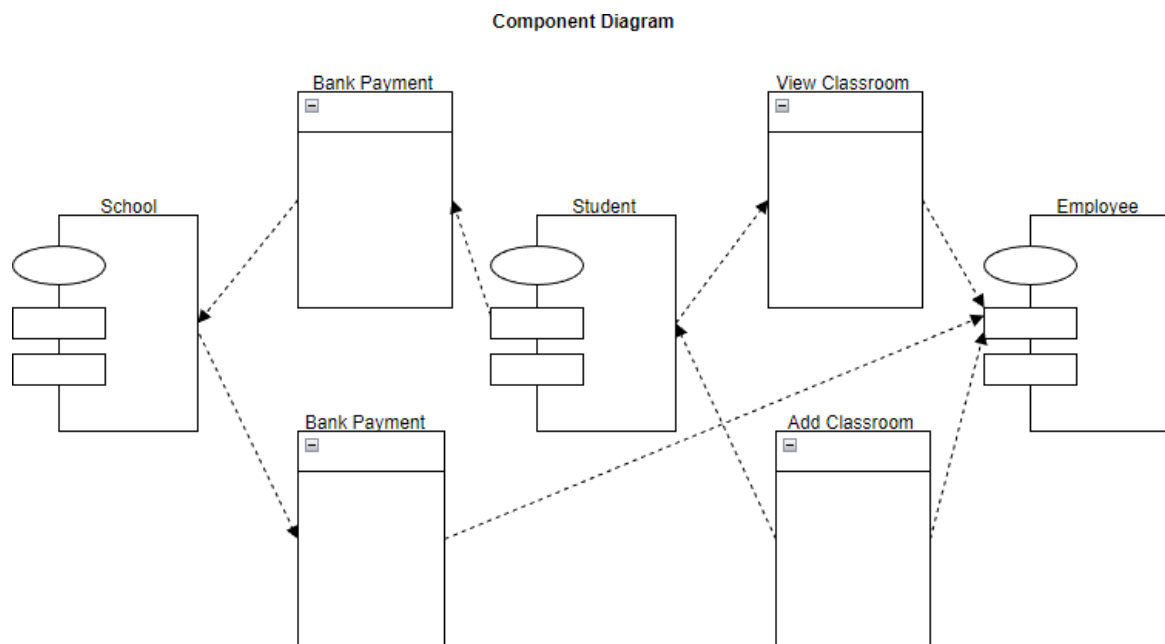 Component Diagram
Bank Payment
View Classroom
School
Student
Employee
Bank Payment
Add Classroom